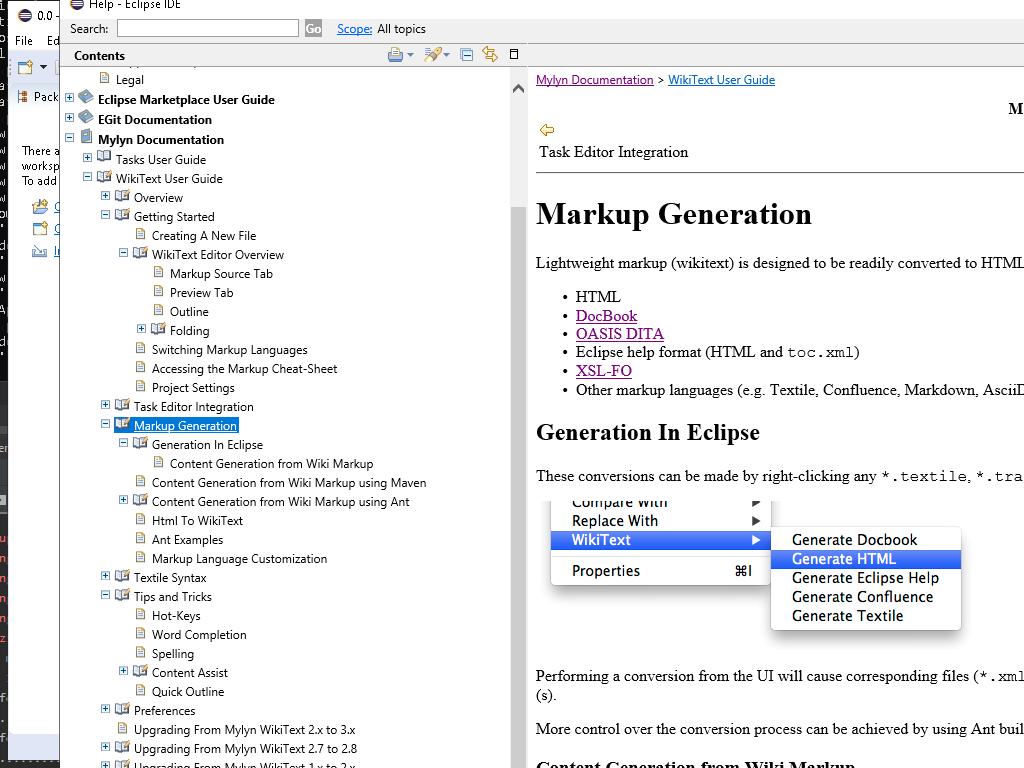 Help - Eclipse IDE
0.0 -
File Ed
Search: Go Scope: All topics
Contents
Pack
There a
worksp
To add
Legal
Eclipse Marketplace User Guide
EGit Documentation
Mylyn Documentation
Tasks User Guide
WikiText User Guide
Overview
Getting Started
Creating A New File
WikiText Editor Overview
Markup Source Tab
Preview Tab
Outline
Folding
Switching Markup Languages
Accessing the Markup Cheat-Sheet
Project Settings
Task Editor Integration
Markup Generation
Generation In Eclipse
Content Generation from Wiki Markup
Content Generation from Wiki Markup using Maven
Content Generation from Wiki Markup using Ant
Html To WikiText
Ant Examples
Markup Language Customization
Textile Syntax
Tips and Tricks
Hot-Keys
Word Completion
Spelling
Content Assist
Quick Outline
Preferences
Upgrading From Mylyn WikiText 2.x to 3.x
Upgrading From Mylyn WikiText 2.7 to 2.8
Upgrading From Mylyn WikiText 1.x to 2.x
Mylyn Documentation > WikiText User Guide
M
Task Editor Integration
Markup Generation
Lightweight markup (wikitext) is designed to be readily converted to HTML
• HTML
• DocBook
• OASIS DITA
• Eclipse help format (HTML and toc.xml)
• XSL-FO
• Other markup languages (e.g. Textile, Confluence, Markdown, AsciiD
Generation In Eclipse
These conversions can be made by right-clicking any *.textile, *.tra
Compare With
Replace With
WikiText
Properties ⌘I
Generate Docbook
Generate HTML
Generate Eclipse Help
Generate Confluence
Generate Textile
Performing a conversion from the UI will cause corresponding files (*.xml
(s).
More control over the conversion process can be achieved by using Ant buil
Content Generation from Wiki Markup